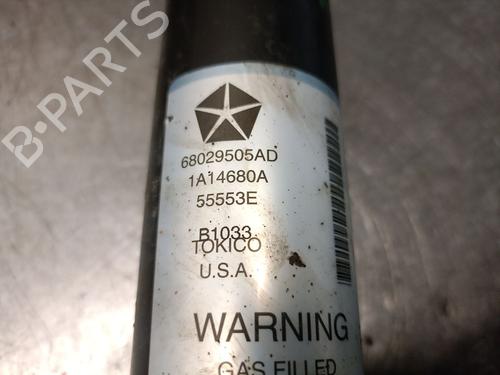 B-PARTS
68029505AD
1A14680A
55553E
B1033
TOKICO
U.S.A.
WARNING
GAS FILLED